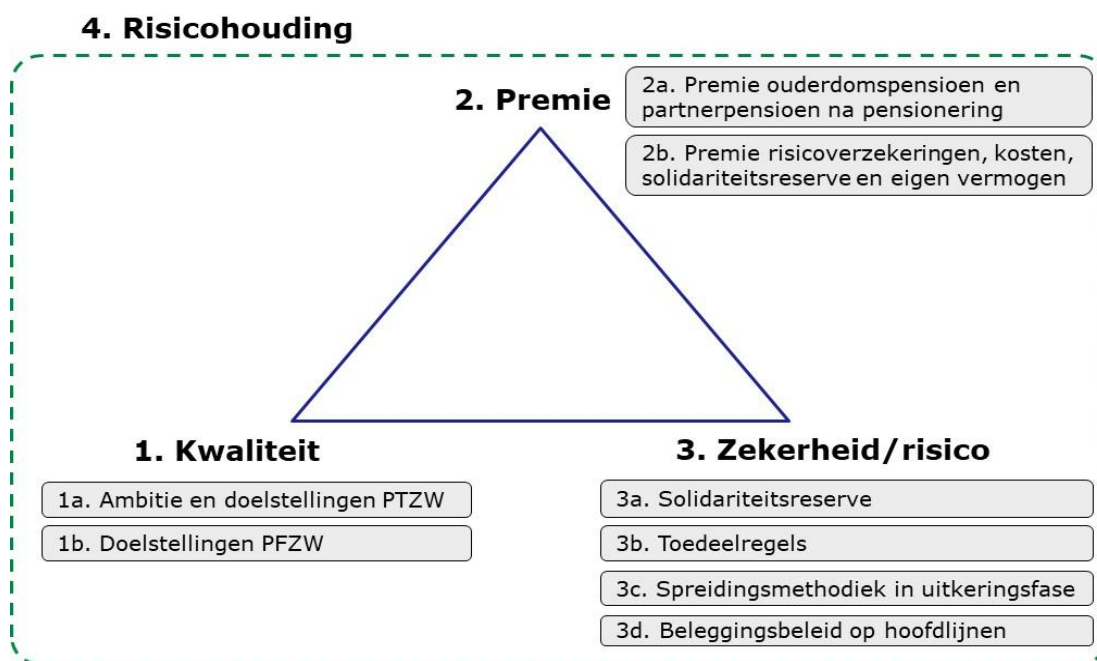 4. Risicohouding
2. Premie
2a. Premie ouderdomspensioen en
partnerpensioen na pensionering
2b. Premie risicoverzekeringen, kosten,
solidariteitsreserve en eigen vermogen
1. Kwaliteit
1a. Ambitie en doelstellingen PTZW
1b. Doelstellingen PFZW
3. Zekerheid/risico
3a. Solidariteitsreserve
3b. Toedeelregels
3c. Spreidingsmethodiek in uitkeringsfase
3d. Beleggingsbeleid op hoofdlijnen